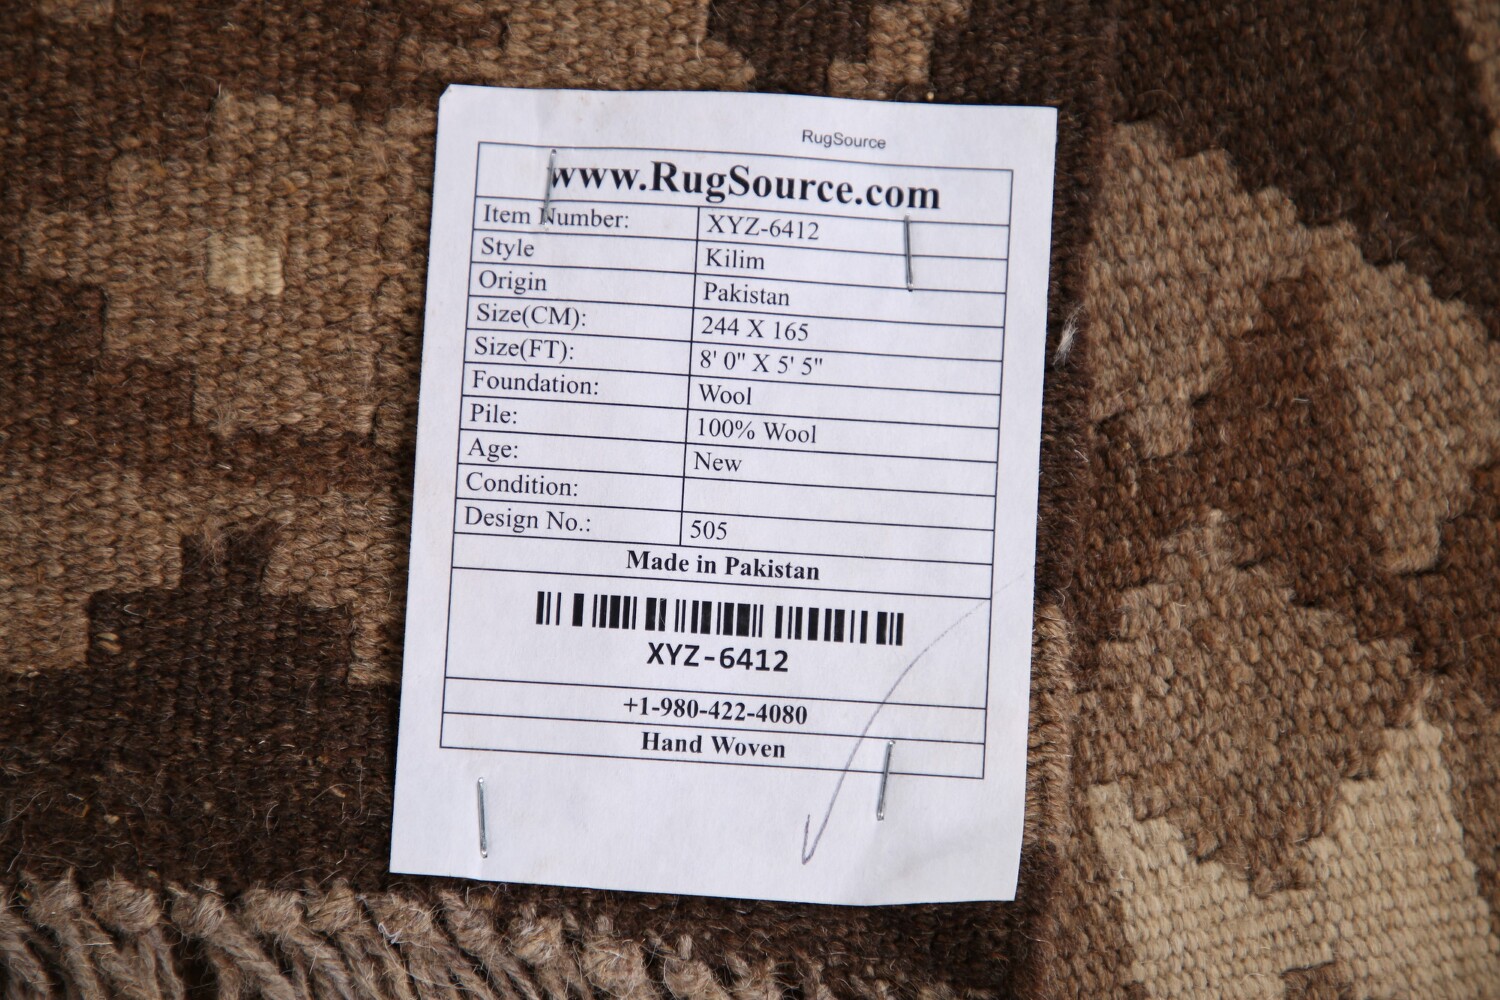 RugSource
www.RugSource.com
Item Number: XYZ-6412
Style Kilim
Origin Pakistan
Size(CM): 244 X 165
Size(FT): 8' 0" X 5' 5"
Foundation: Wool
Pile: 100% Wool
Age: New
Condition:
Design No.: 505
Made in Pakistan
XYZ-6412
+1-980-422-4080
Hand Woven